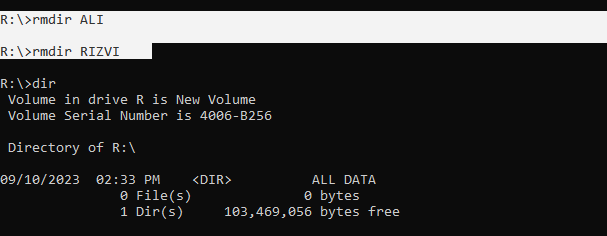 R:\>rmdir ALI
R:\>rmdir RIZVI
R:\>dir
 Volume in drive R is New Volume
 Volume Serial Number is 4006-B256
 Directory of R:\
09/10/2023  02:33 PM    <DIR>          ALL DATA
               0 File(s)              0 bytes
               1 Dir(s)     103,469,056 bytes free